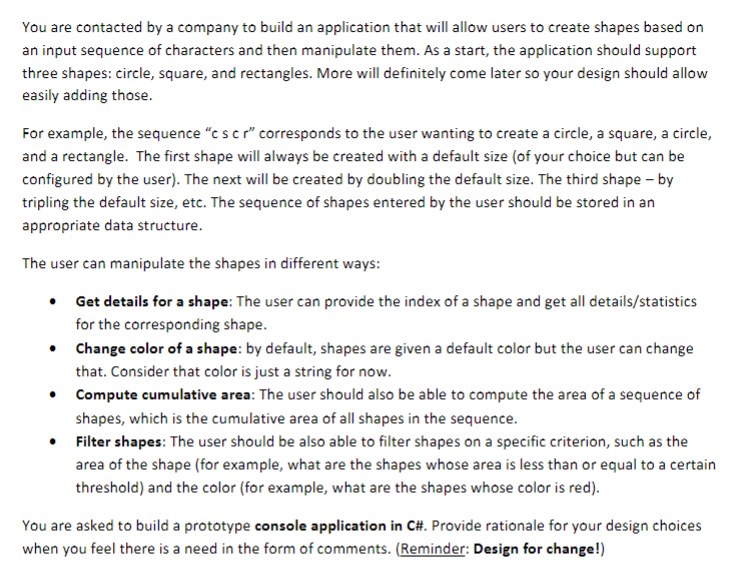 You are contacted by a company to build an application that will allow users to create shapes based on
an input sequence of characters and then manipulate them. As a start, the application should support
three shapes: circle, square, and rectangles. More will definitely come later so your design should allow
easily adding those.
For example, the sequence “c s c r” corresponds to the user wanting to create a circle, a square, a circle,
and a rectangle. The first shape will always be created with a default size (of your choice but can be
configured by the user). The next will be created by doubling the default size. The third shape – by
tripling the default size, etc. The sequence of shapes entered by the user should be stored in an
appropriate data structure.
The user can manipulate the shapes in different ways:
• Get details for a shape: The user can provide the index of a shape and get all details/statistics
for the corresponding shape.
• Change color of a shape: by default, shapes are given a default color but the user can change
that. Consider that color is just a string for now.
• Compute cumulative area: The user should also be able to compute the area of a sequence of
shapes, which is the cumulative area of all shapes in the sequence.
• Filter shapes: The user should be also able to filter shapes on a specific criterion, such as the
area of the shape (for example, what are the shapes whose area is less than or equal to a certain
threshold) and the color (for example, what are the shapes whose color is red).
You are asked to build a prototype console application in C#. Provide rationale for your design choices
when you feel there is a need in the form of comments. (Reminder: Design for change!)